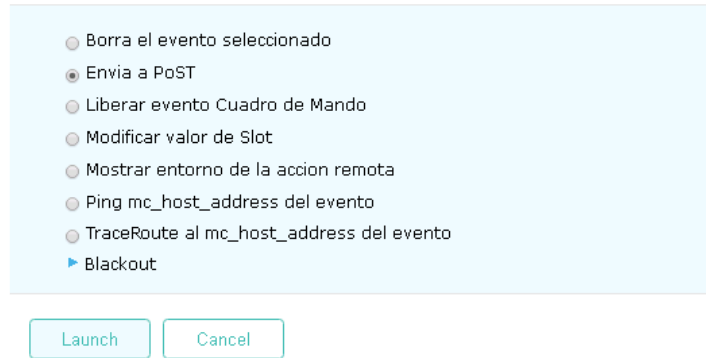 Borra el evento seleccionado
Envia a PoST
Liberar evento Cuadro de Mando
Modificar valor de Slot
Mostrar entorno de la accion remota
Ping mc_host_address del evento
TraceRoute al mc_host_address del evento
Blackout
Launch Cancel